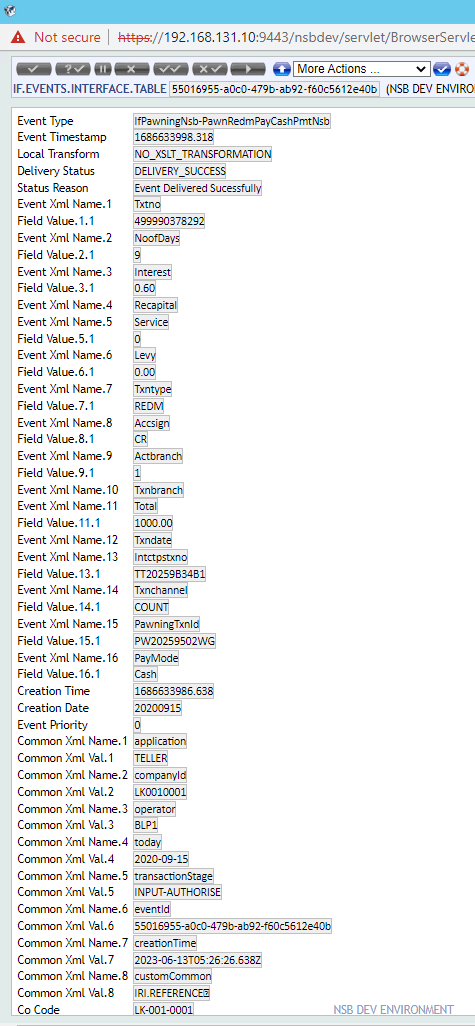 Not secure | https://192.168.131.10:9443/nsbdev/servlet/BrowserServle
More Actions ...
IF.EVENTS.INTERFACE.TABLE 55016955-a0c0-479b-ab92-f60c5612e40b (NSB DEV ENVIRON
Event Type IfPawningNsb-PawnRedmPayCashPmtNsb
Event Timestamp 1686633998.318
Local Transform NO_XSLT_TRANSFORMATION
Delivery Status DELIVERY_SUCCESS
Status Reason Event Delivered Sucessfully
Event Xml Name.1 Txtno
Field Value.1.1 499990378292
Event Xml Name.2 NoofDays
Field Value.2.1 9
Event Xml Name.3 Interest
Field Value.3.1 0.60
Event Xml Name.4 Recapital
Event Xml Name.5 Service
Field Value.5.1 0
Event Xml Name.6 Levy
Field Value.6.1 0.00
Event Xml Name.7 Txntype
Field Value.7.1 REDM
Event Xml Name.8 Accsign
Field Value.8.1 CR
Event Xml Name.9 Actbranch
Field Value.9.1 1
Event Xml Name.10 Txnbranch
Event Xml Name.11 Total
Field Value.11.1 1000.00
Event Xml Name.12 Txndate
Event Xml Name.13 Intctpstxno
Field Value.13.1 TT20259B34B1
Event Xml Name.14 Txnchannel
Field Value.14.1 COUNT
Event Xml Name.15 PawningTxnId
Field Value.15.1 PW20259502WG
Event Xml Name.16 PayMode
Field Value.16.1 Cash
Creation Time 1686633986.638
Creation Date 20200915
Event Priority 0
Common Xml Name.1 application
Common Xml Val.1 TELLER
Common Xml Name.2 companyId
Common Xml Val.2 LK0010001
Common Xml Name.3 operator
Common Xml Val.3 BLP1
Common Xml Name.4 today
Common Xml Val.4 2020-09-15
Common Xml Name.5 transactionStage
Common Xml Val.5 INPUT-AUTHORISE
Common Xml Name.6 eventId
Common Xml Val.6 55016955-a0c0-479b-ab92-f60c5612e40b
Common Xml Name.7 creationTime
Common Xml Val.7 2023-06-13T05:26:26.638Z
Common Xml Name.8 customCommon
Common Xml Val.8 IRI.REFERENCE
Co Code LK-001-0001 NSB DEV ENVIRONMENT